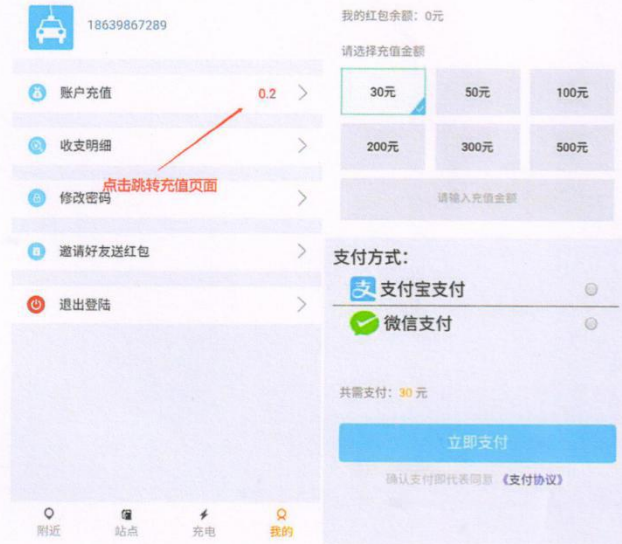 18639867289
账户充值
0.2
收支明细
点击跳转充值页面
修改密码
邀请好友送红包
退出登陆
附近
站点
充电
我的
我的红包余额：0元
请选择充值金额
30元
50元
100元
200元
300元
500元
请输入充值金额
支付方式：
支 支付宝支付
微信支付
共需支付：30 元
立即支付
确认支付即代表同意《支付协议》